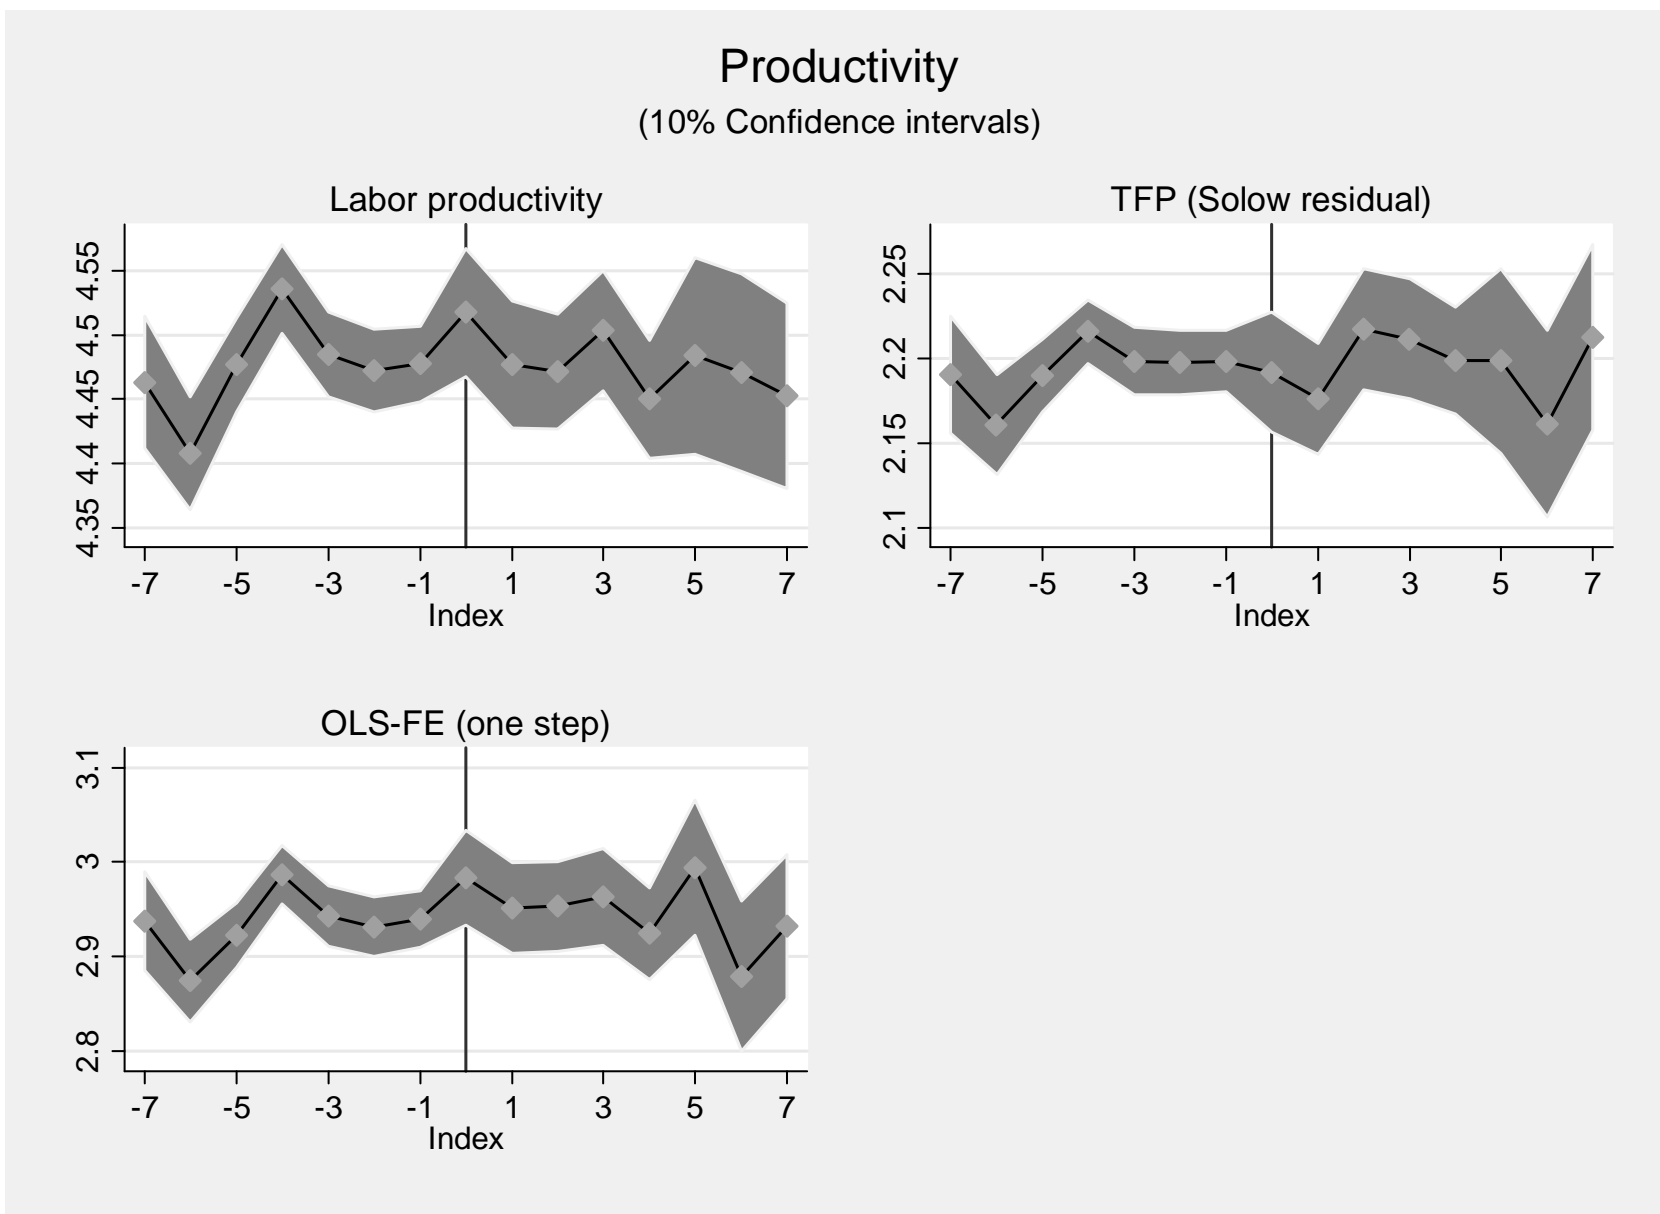 Productivity
(10% Confidence intervals)
Labor productivity
4.55
4.5
4.45
4.4
4.35
-7 -5 -3 -1 1 3 5 7
Index
TFP (Solow residual)
2.25
2.2
2.15
2.1
-7 -5 -3 -1 1 3 5 7
Index
OLS-FE (one step)
3.1
3
2.9
2.8
-7 -5 -3 -1 1 3 5 7
Index